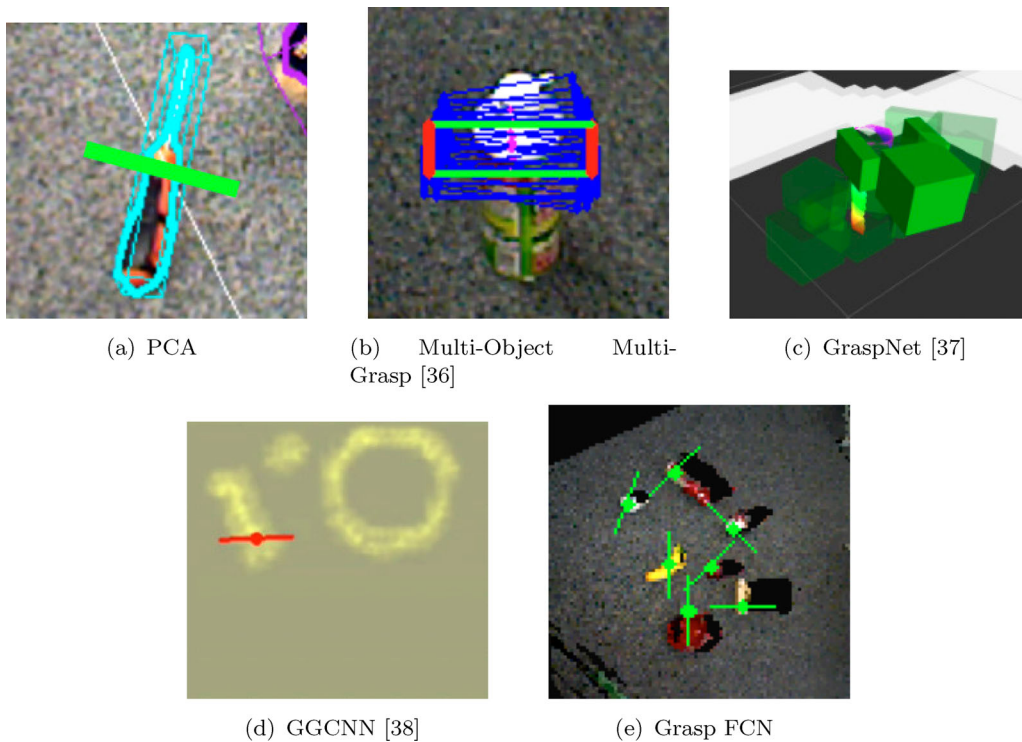 (a) PCA
(b) Multi-Object Multi-
Grasp [36]
(c) GraspNet [37]
(d) GGCNN [38]
(e) Grasp FCN